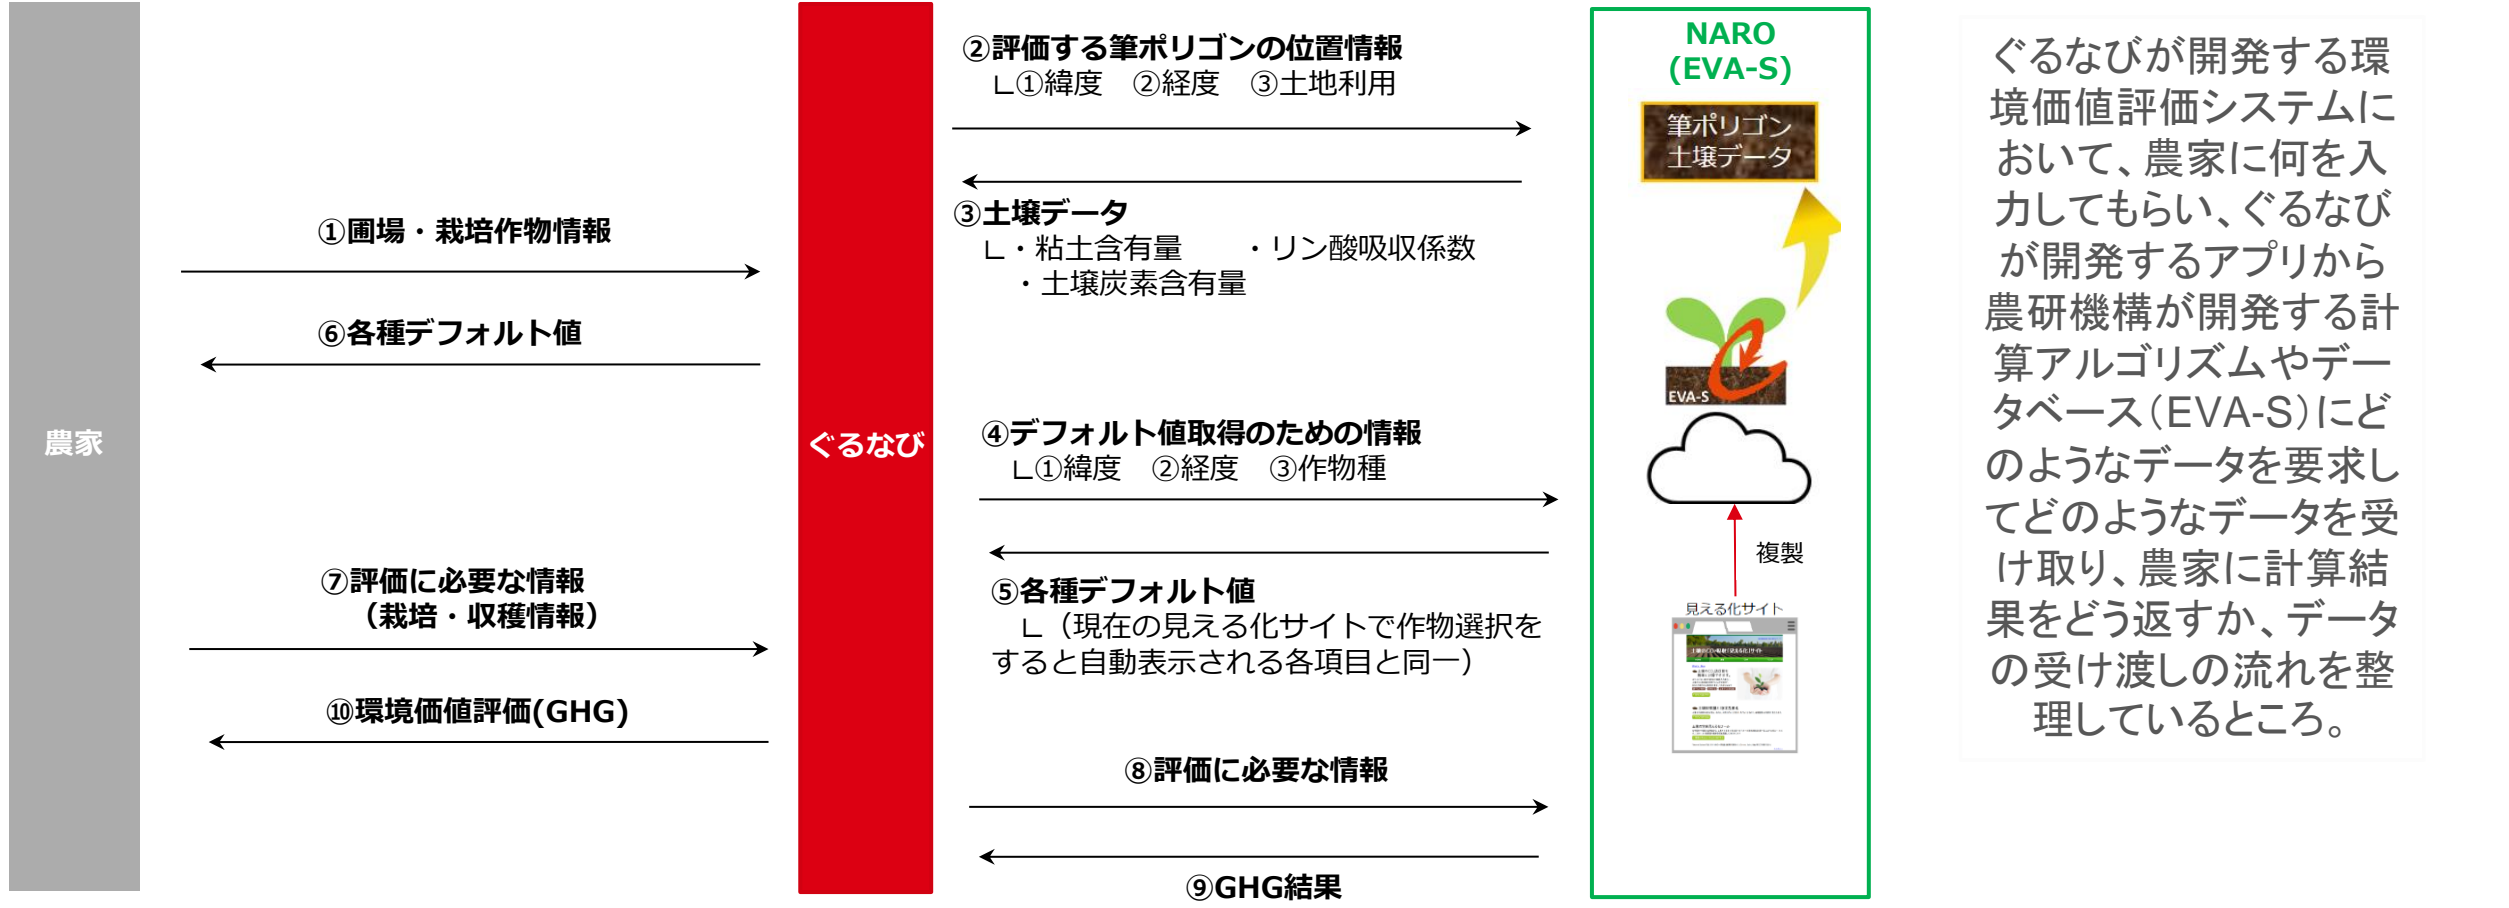 農家
①圃場・栽培作物情報
⑥各種デフォルト値
⑦評価に必要な情報
（栽培・収穫情報）
⑩環境価値評価(GHG)
ぐるなび
②評価する筆ポリゴンの位置情報
∟①緯度　②経度　③土地利用
③土壌データ
∟・粘土含有量　　・リン酸吸収係数
・土壌炭素含有量
④デフォルト値取得のための情報
∟①緯度　②経度　③作物種
⑤各種デフォルト値
∟（現在の見える化サイトで作物選択を
すると自動表示される各項目と同一）
⑧評価に必要な情報
⑨GHG結果
NARO
(EVA-S)
筆ポリゴン
土壌データ
EVA-S
複製
見える化サイト
ぐるなびが開発する環
境価値評価システムに
おいて、農家に何を入
力してもらい、ぐるなび
が開発するアプリから
農研機構が開発する計
算アルゴリズムやデー
タベース（EVA-S）にど
のようなデータを要求し
てどのようなデータを受
け取り、農家に計算結
果をどう返すか、データ
の受け渡しの流れを整
理しているところ。